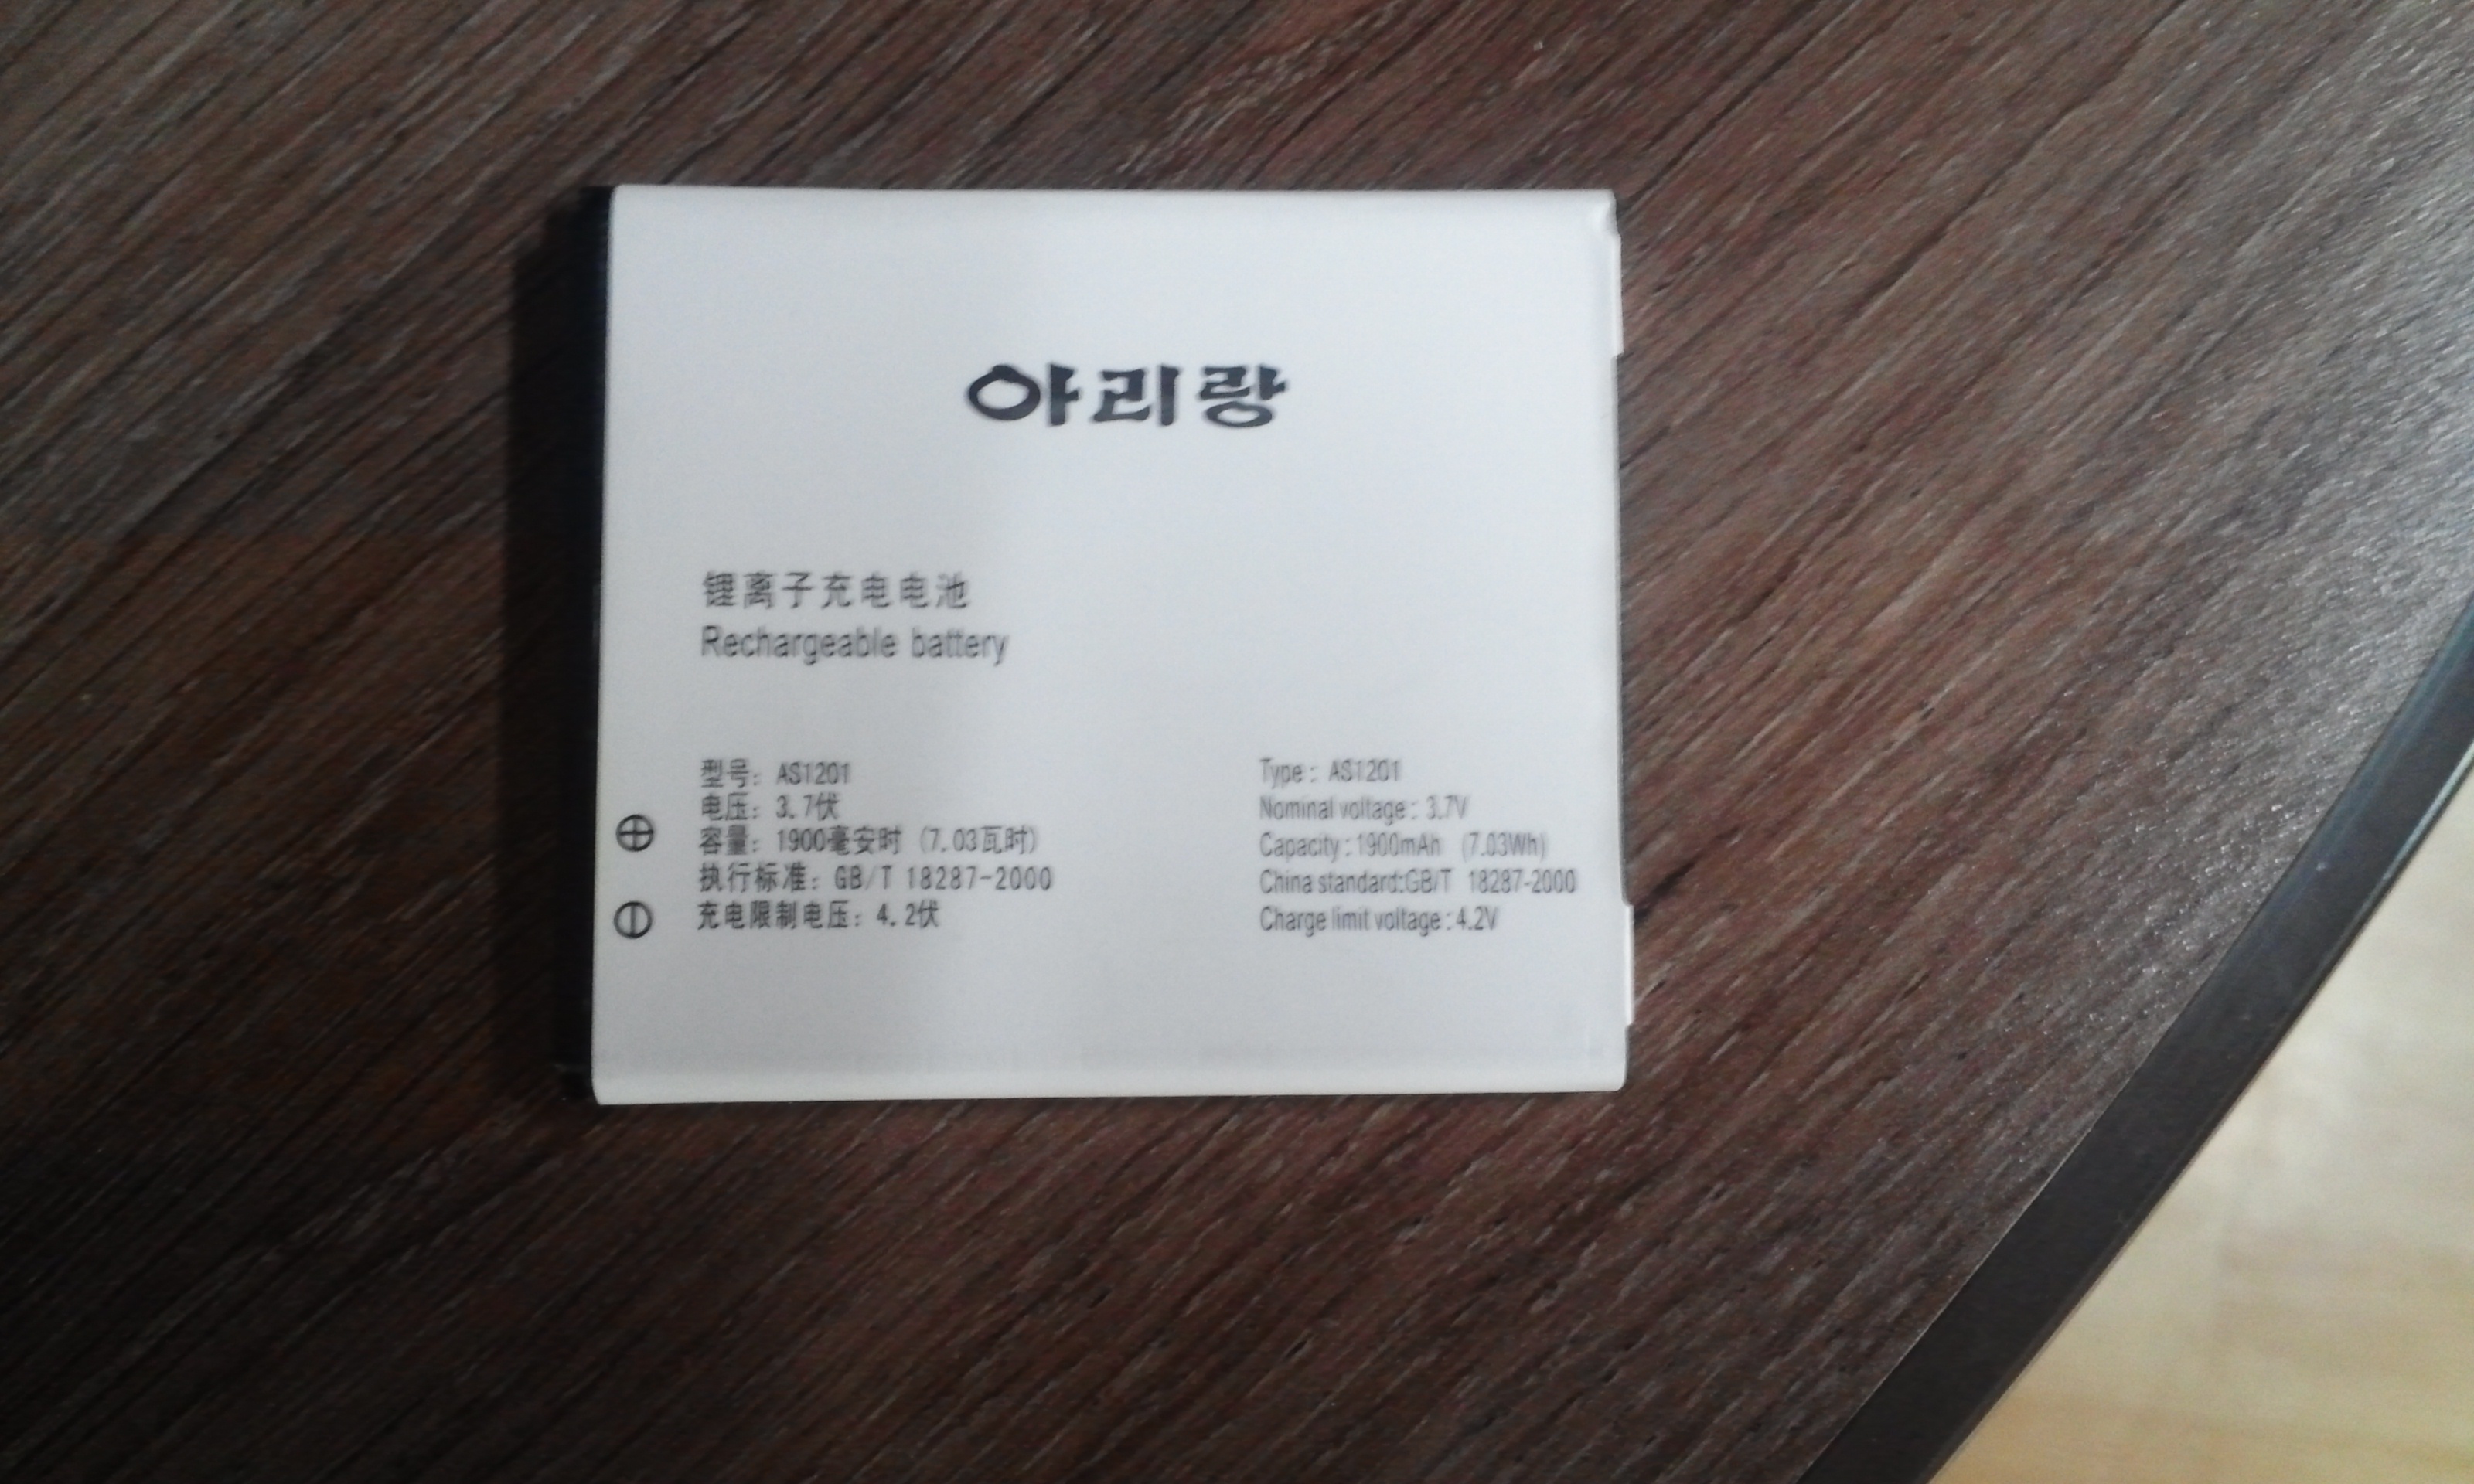 아리랑
锂离子充电电池
Rechargeable battery
型号: AS1201
电压: 3.7伏
容量: 1900毫安时 (7.03瓦时)
执行标准: GB/T 18287-2000
充电限制电压: 4.2伏
Type: AS1201
Nominal voltage: 3.7V
Capacity:1900mAh (7.03Wh)
China standard:GB/T 18287-2000
Charge limit voltage:4.2V